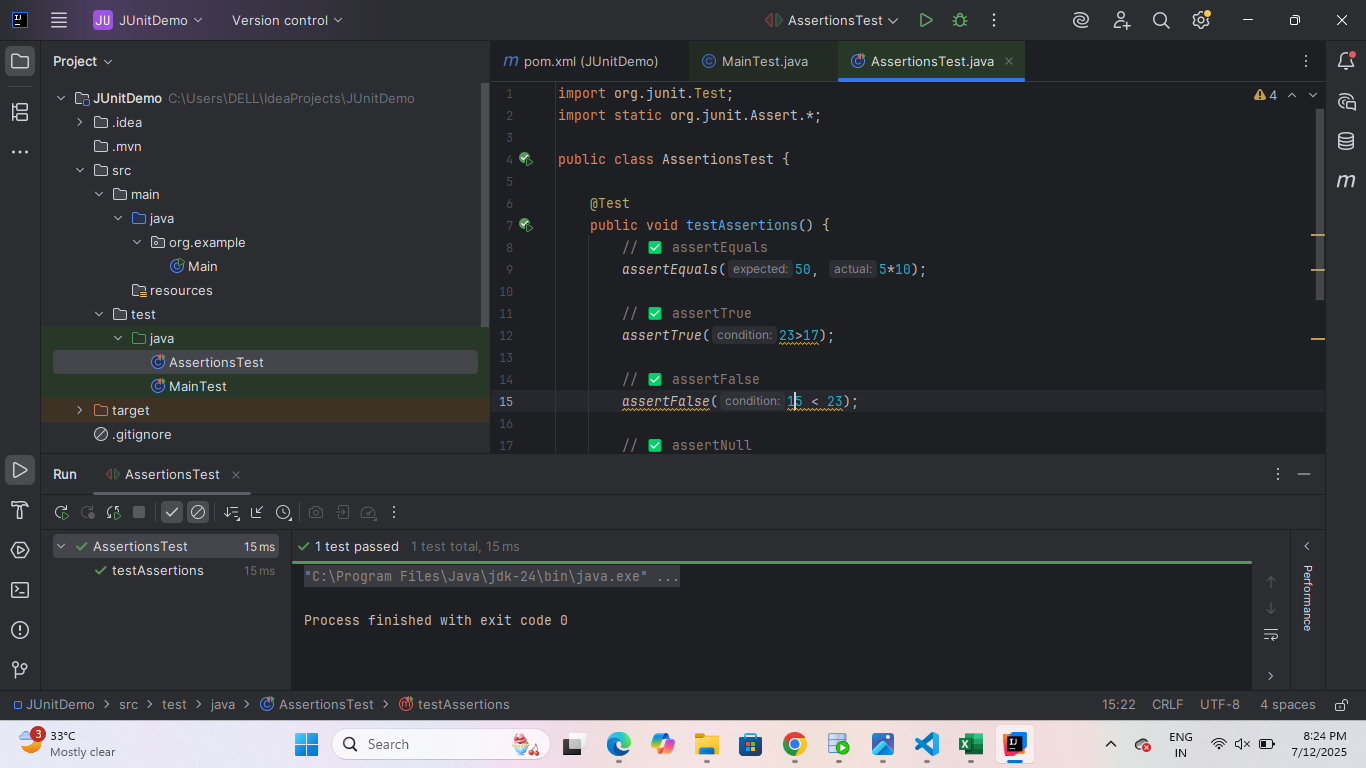 JU JUnitDemo Version control AssertionsTest
Project
pom.xml (JUnitDemo) MainTest.java AssertionsTest.java
JUnitDemo C:\Users\DELL\IdeaProjects\JUnitDemo
.idea
.mvn
src
main
java
org.example
Main
resources
test
java
AssertionsTest
MainTest
target
.gitignore
4
1 import org.junit.Test;
2 import static org.junit.Assert.*;
3
4 public class AssertionsTest {
5
6 @Test
7 public void testAssertions() {
8 // ✅ assertEquals
9 assertEquals( expected: 50, actual: 5*10);
10
11 // ✅ assertTrue
12 assertTrue( condition: 23>17);
13
14 // ✅ assertFalse
15 assertFalse( condition: 15 < 23);
16
17 // ✅ assertNull
Run AssertionsTest
AssertionsTest 15 ms
testAssertions 15 ms
1 test passed 1 test total, 15 ms
"C:\Program Files\Java\jdk-24\bin\java.exe" ...
Process finished with exit code 0
Performance
JUnitDemo > src > test > java > AssertionsTest > testAssertions
15:22 CRLF UTF-8 4 spaces
3
33°C
Mostly clear
Search
ENG
IN
8:24 PM
7/12/2025